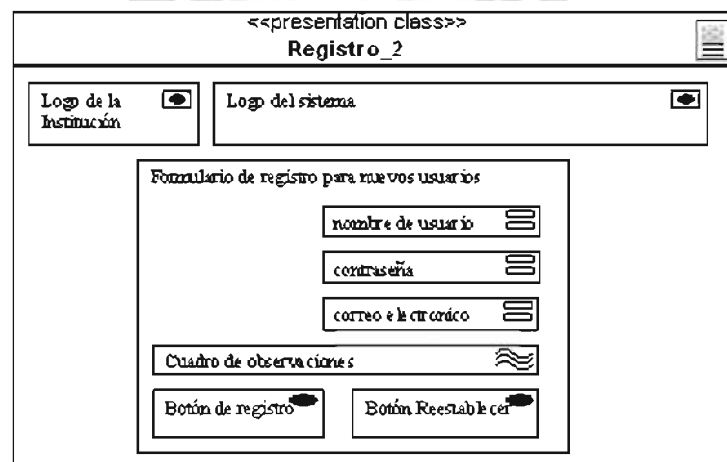 <<presentation class>>
Registro_2
Logo de la
Institución
Logo del sistema
Formulario de registro para nuevos usuarios
nombre de usuario
contraseña
correo electronico
Cuadro de observaciones
Botón de registro
Botón Reestablecer